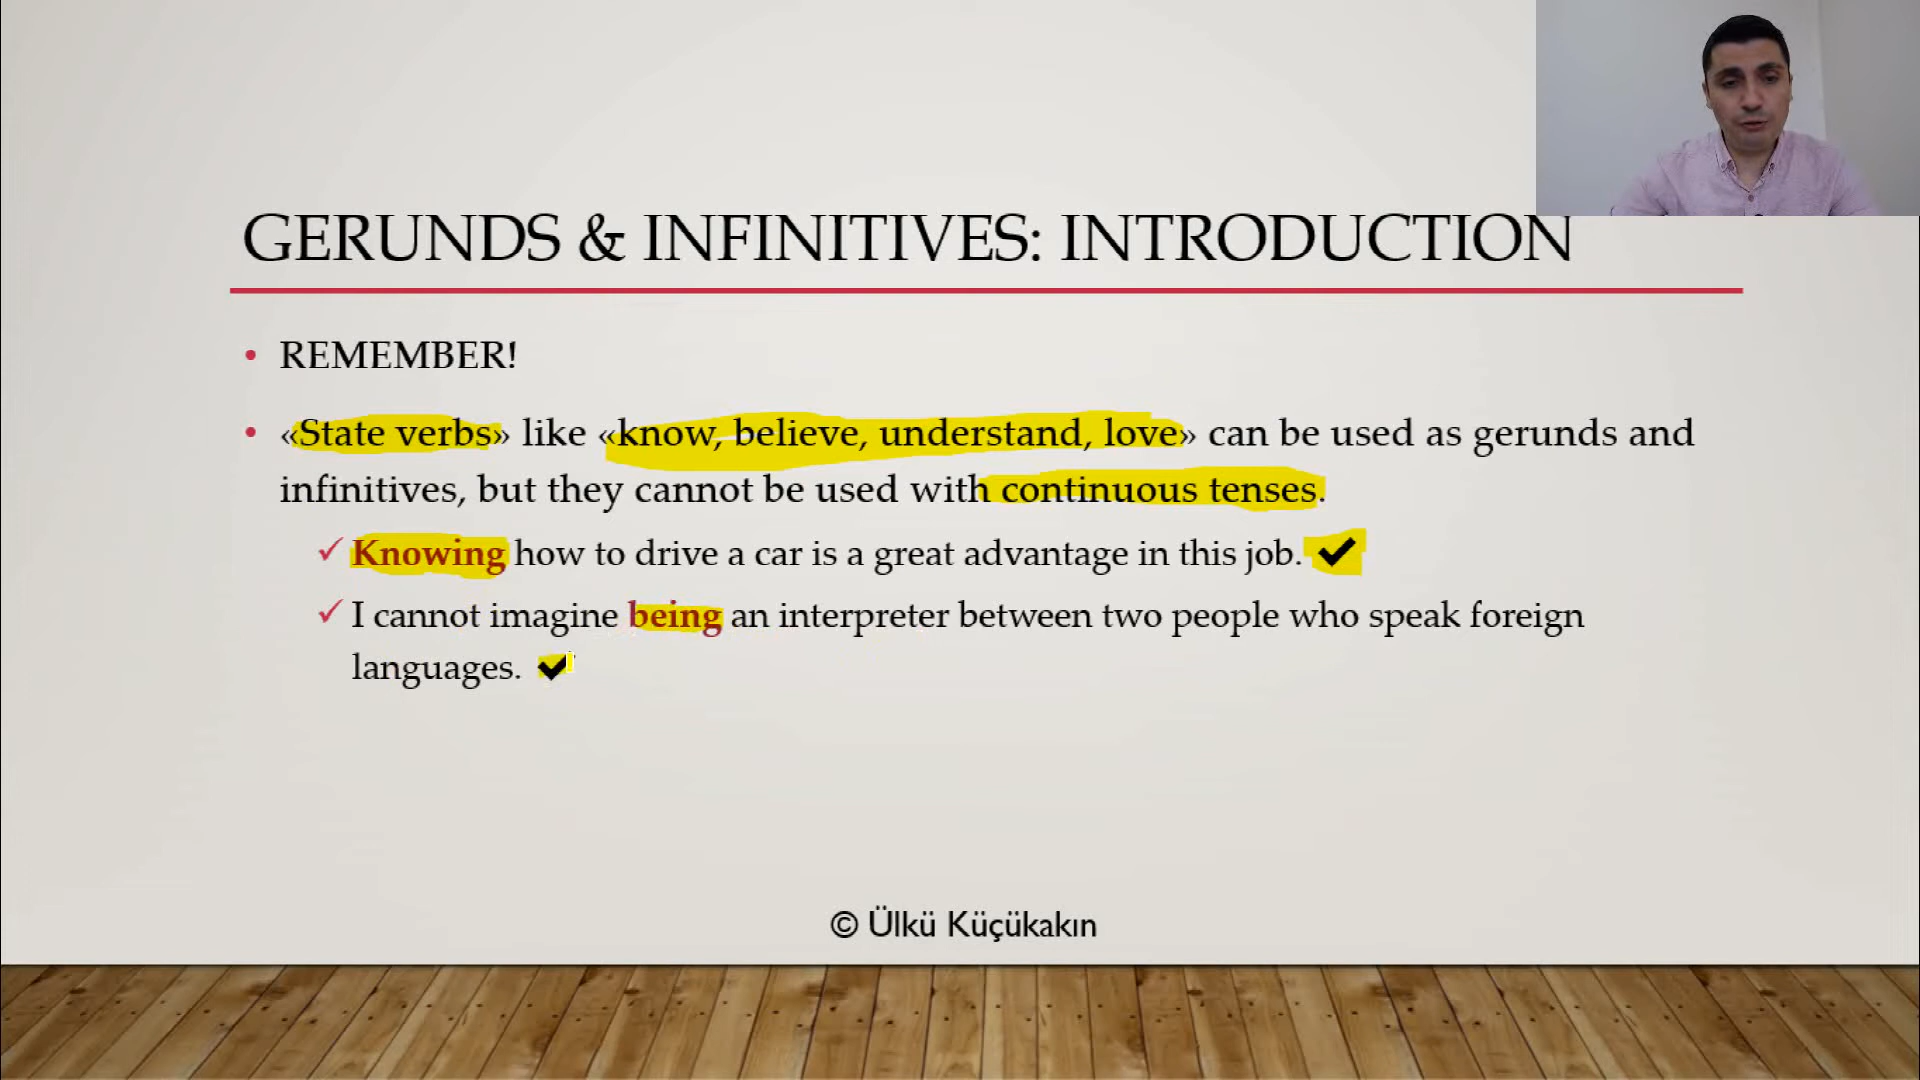 GERUNDS & INFINITIVES: INTRODUCTION
• REMEMBER!
• «State verbs» like «know, believe, understand, love» can be used as gerunds and
infinitives, but they cannot be used with continuous tenses.
✓ Knowing how to drive a car is a great advantage in this job. ✔
✓ I cannot imagine being an interpreter between two people who speak foreign
languages. ✔
© Ülkü Küçükakın